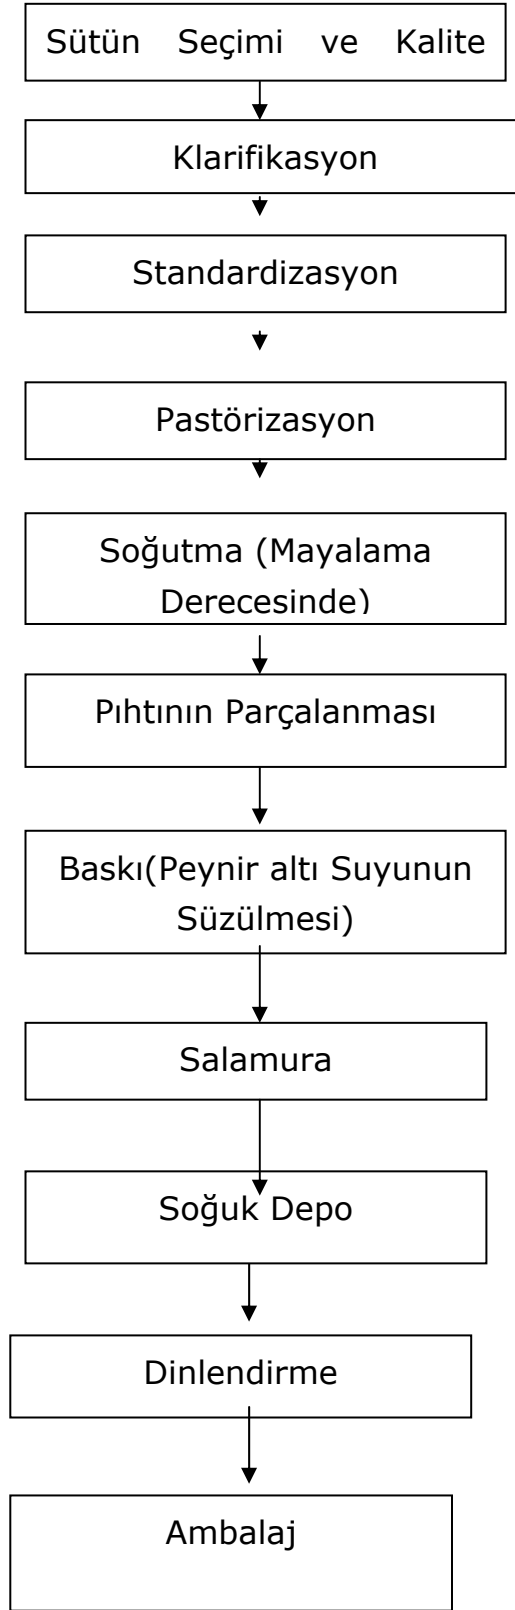 Sütün Seçimi ve Kalite
Klarifikasyon
Standardizasyon
Pastörizasyon
Soğutma (Mayalama
Derecesinde)
Pıhtının Parçalanması
Baskı(Peynir altı Suyunun
Süzülmesi)
Salamura
Soğuk Depo
Dinlendirme
Ambalaj